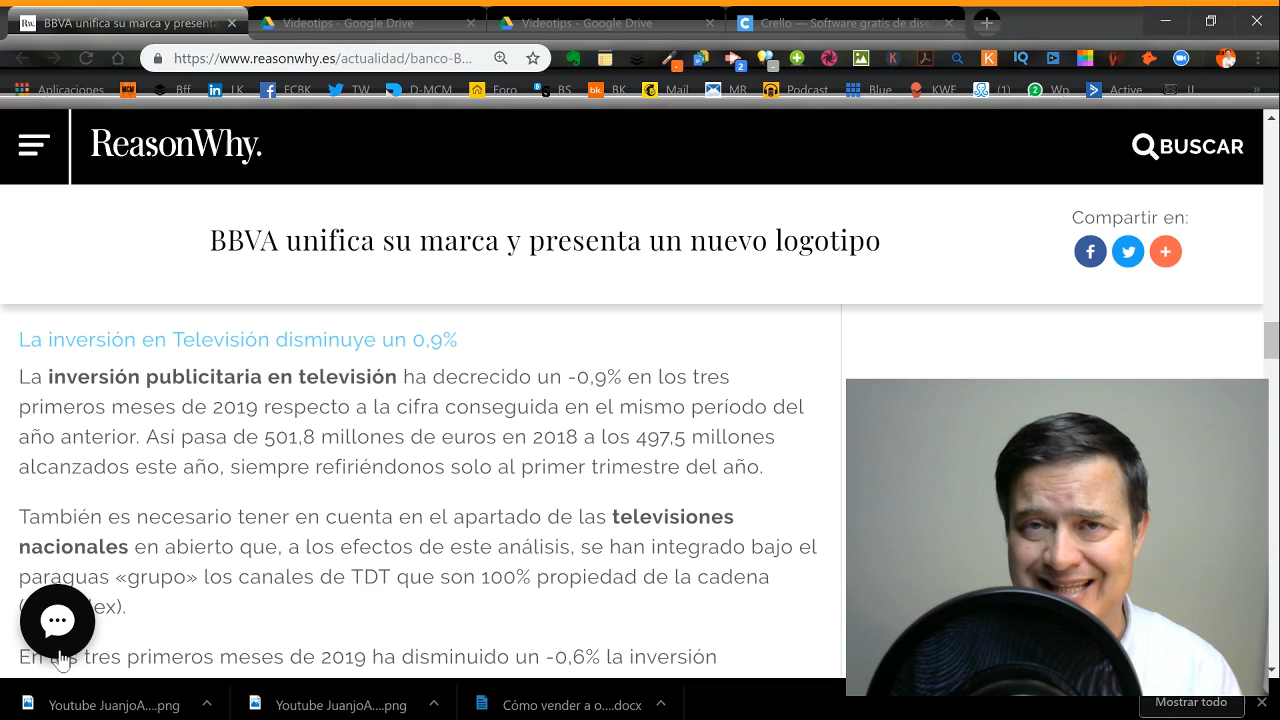 BBVA unifica su marca y present
Videotips - Google Drive
Videotips - Google Drive
Crello — Software gratis de dise
https://www.reasonwhy.es/actualidad/banco-B...
Aplicaciones
Bff
LK
FCBK
TW
D-MCM
Foro
BS
BK
Mail
MR
Podcast
Blue
KWF
(1)
Wp
Active
ReasonWhy.
BUSCAR
BBVA unifica su marca y presenta un nuevo logotipo
Compartir en:
La inversión en Televisión disminuye un 0,9%
La inversión publicitaria en televisión ha decrecido un -0,9% en los tres
primeros meses de 2019 respecto a la cifra conseguida en el mismo período del
año anterior. Así pasa de 501,8 millones de euros en 2018 a los 497,5 millones
alcanzados este año, siempre refiriéndonos solo al primer trimestre del año.
También es necesario tener en cuenta en el apartado de las televisiones
nacionales en abierto que, a los efectos de este análisis, se han integrado bajo el
paraguas «grupo» los canales de TDT que son 100% propiedad de la cadena
tres primeros meses de 2019 ha disminuido un -0,6% la inversión
Youtube JuanjoA....png
Youtube JuanjoA....png
Cómo vender a o....docx
Mostrar todo